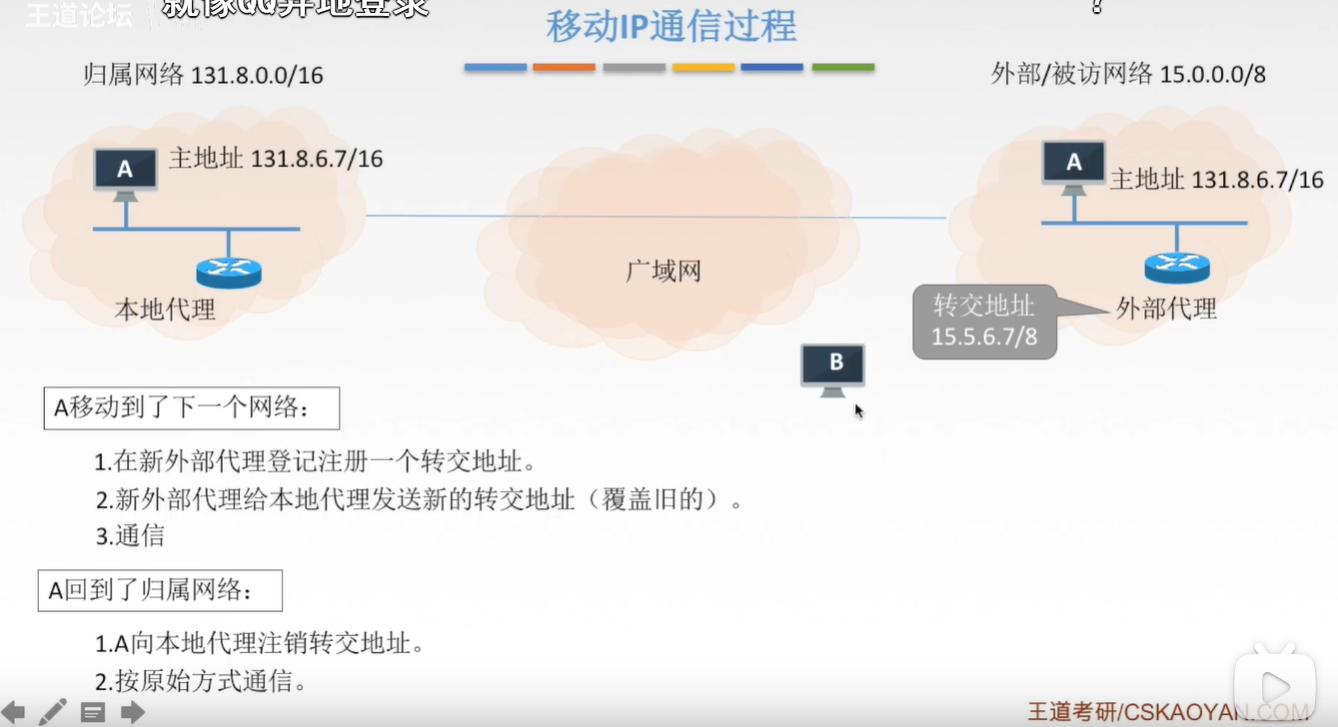 王道论坛
就像QQ异地登录
?
移动IP通信过程
归属网络 131.8.0.0/16
外部/被访网络 15.0.0.0/8
A
主地址 131.8.6.7/16
A
主地址 131.8.6.7/16
广域网
本地代理
转交地址
15.5.6.7/8
外部代理
B
A移动到了下一个网络：
1.在新外部代理登记注册一个转交地址。
2.新外部代理给本地代理发送新的转交地址（覆盖旧的）。
3.通信
A回到了归属网络：
1.A向本地代理注销转交地址。
2.按原始方式通信。
王道考研/CSKAOYAN.COM